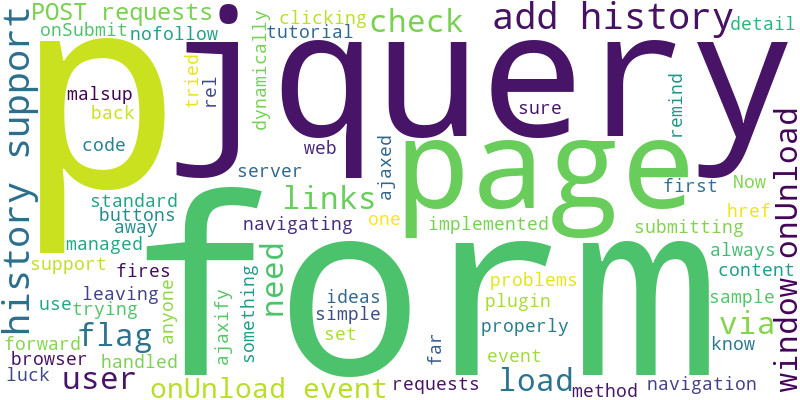 POST requests
clicking
check
add history
onSubmit
nofollow
tutorial
detail
p
jquery
history support
malsup
tried
rel
dynamically
back
sure
remind
code
web
page
server
ajaxed
first
Now
standard
links
buttons
away
navigating
one
implemented
href
submitting
window onUnload
managed
need
always
support
fires
something
problems
content
form
leaving
ideas
plugin
sample
use
trying
anyone
simple
properly
via
forward
flag
ajaxify
set
know
browser
handled
far
event
luck
user
onUnload event
requests
load
method
navigation